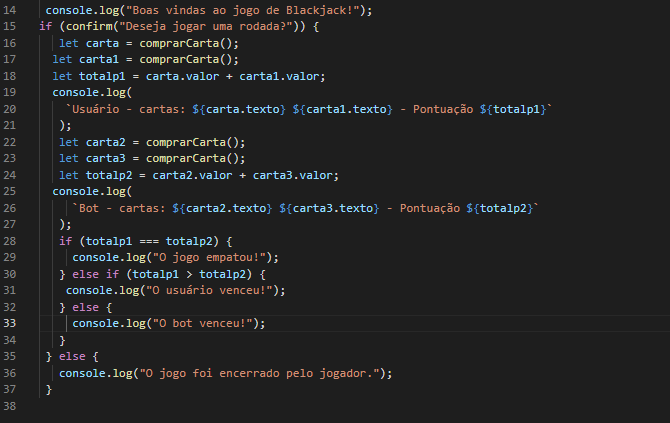 14 console.log("Boas vindas ao jogo de Blackjack!");
15 if (confirm("Deseja jogar uma rodada?")) {
16 let carta = comprarCarta();
17 let carta1 = comprarCarta();
18 let totalp1 = carta.valor + carta1.valor;
19 console.log(
20 `Usuário - cartas: ${carta.texto} ${carta1.texto} - Pontuação ${totalp1}`
21 );
22 let carta2 = comprarCarta();
23 let carta3 = comprarCarta();
24 let totalp2 = carta2.valor + carta3.valor;
25 console.log(
26 `Bot - cartas: ${carta2.texto} ${carta3.texto} - Pontuação ${totalp2}`
27 );
28 if (totalp1 === totalp2) {
29 console.log("O jogo empatou!");
30 } else if (totalp1 > totalp2) {
31 console.log("O usuário venceu!");
32 } else {
33 console.log("O bot venceu!");
34 }
35 } else {
36 console.log("O jogo foi encerrado pelo jogador.");
37 }
38